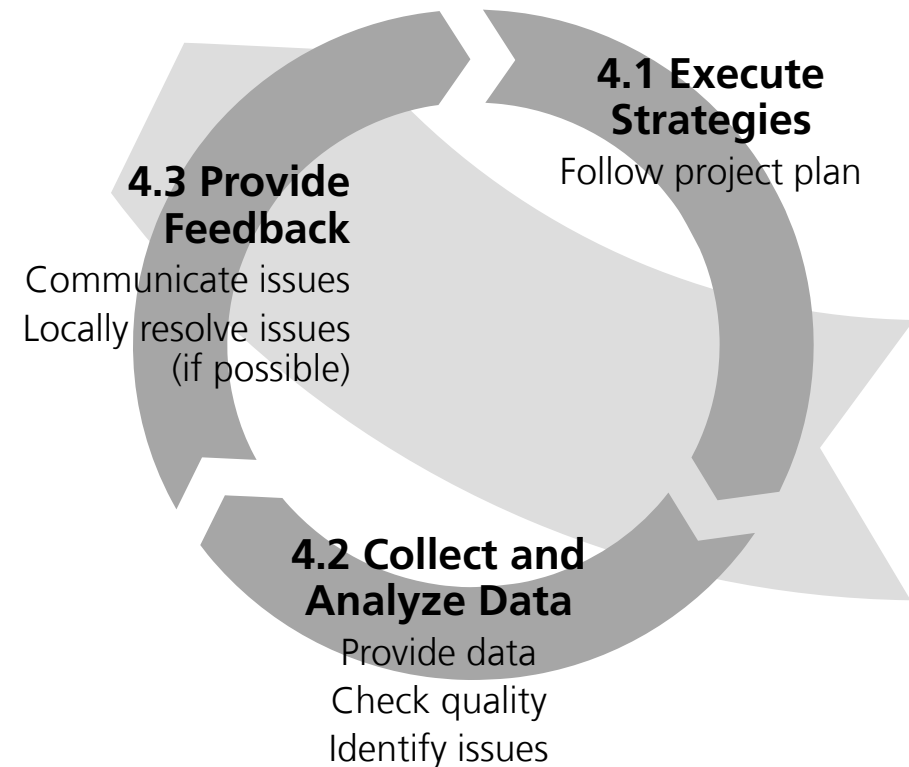 4.1 Execute
Strategies
Follow project plan
4.2 Collect and
Analyze Data
Provide data
Check quality
Identify issues
4.3 Provide
Feedback
Communicate issues
Locally resolve issues
(if possible)